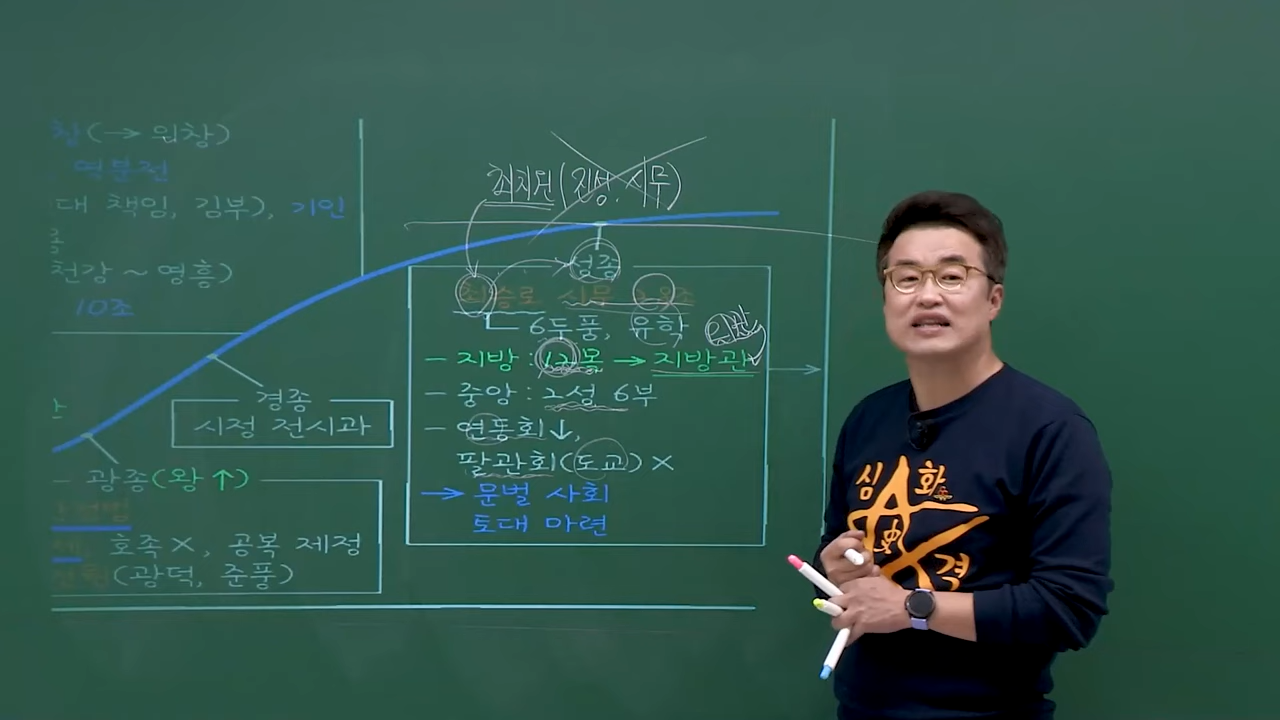 (→ 위창)
역분전
대 책임, 김부), 기인
천강 ~ 명흥)
10조
최치원(진성, 시무)
성종
최승로 시무
6두품, 유학
- 지방 : 12목 → 지방관
- 중앙 : 2성 6부
- 연등회↓,
팔관회(도교)×
→ 문벌 사회
토대 마련
경종
시정 전시과
- 광종(왕↑)
호족×, 공복 제정
(광덕, 준풍)
심화
史
격